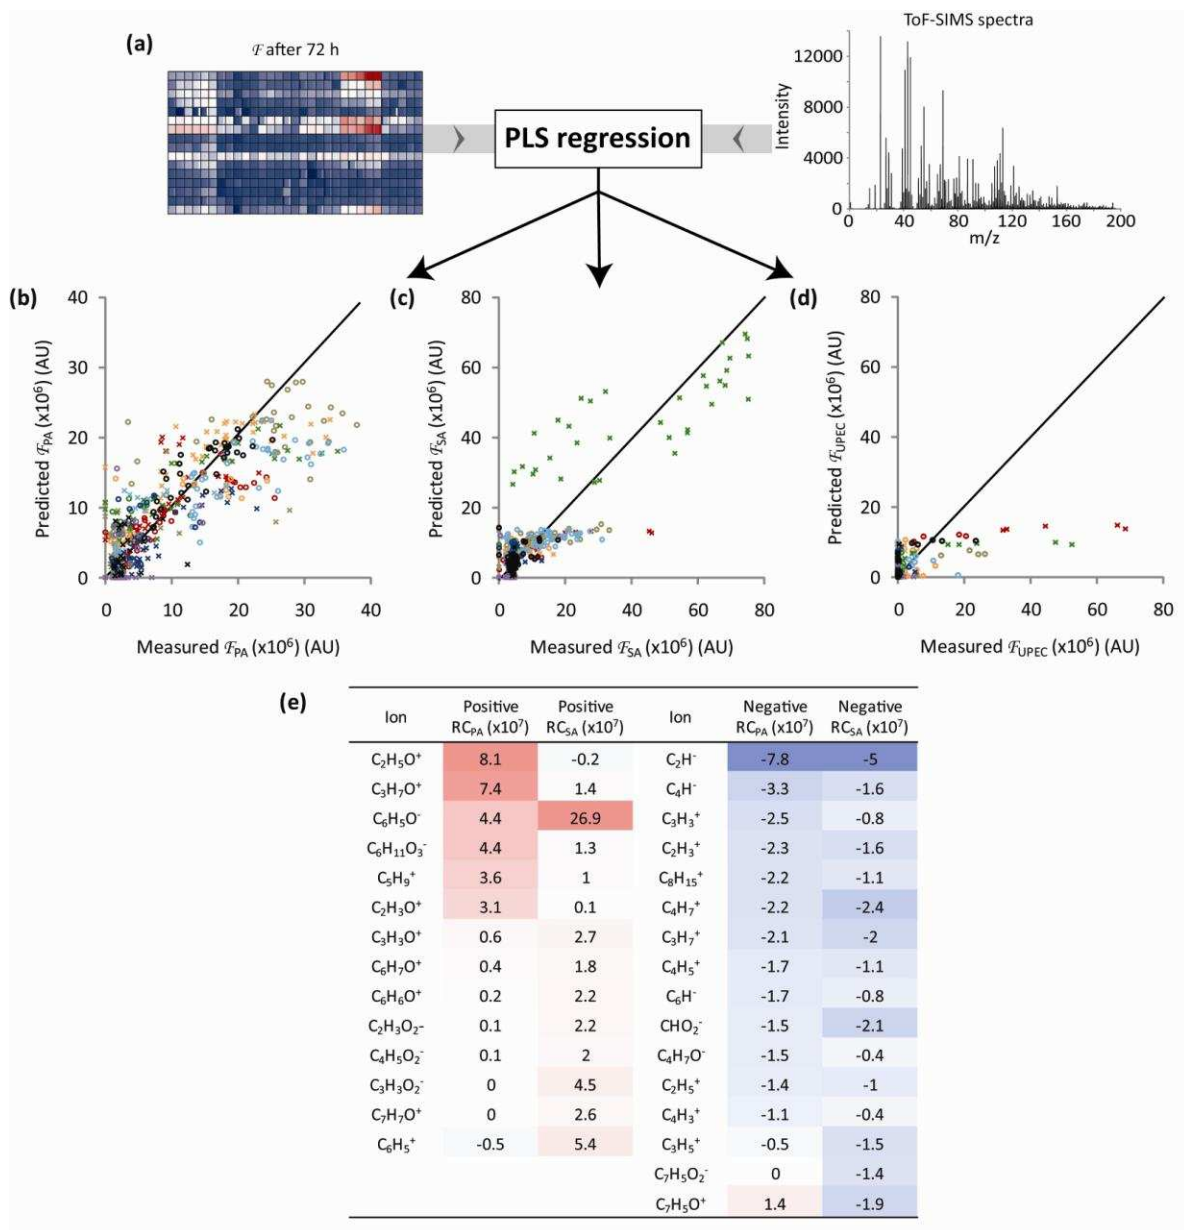 (a)
ℱ after 72 h
PLS regression
ToF-SIMS spectra
Intensity
12000
8000
4000
0
0 40 80 120 160 200
m/z
(b)
Predicted ℱPA (x10⁶) (AU)
40
30
20
10
0
0 10 20 30 40
Measured ℱPA (x10⁶) (AU)
(c)
Predicted ℱSA (x10⁶) (AU)
80
60
40
20
0
0 20 40 60 80
Measured ℱSA (x10⁶) (AU)
(d)
Predicted ℱUPEC (x10⁶) (AU)
80
60
40
20
0
0 20 40 60 80
Measured ℱUPEC (x10⁶) (AU)
(e)
Ion Positive RCPA (x10⁷) Positive RCSA (x10⁷) Ion Negative RCPA (x10⁷) Negative RCSA (x10⁷)
C₂H₅O⁺ 8.1 -0.2 C₂H⁻ -7.8 -5
C₃H₇O⁺ 7.4 1.4 C₄H⁻ -3.3 -1.6
C₆H₅O⁻ 4.4 26.9 C₃H₃⁺ -2.5 -0.8
C₆H₁₁O₃⁻ 4.4 1.3 C₂H₃⁺ -2.3 -1.6
C₅H₉⁺ 3.6 1 C₈H₁₅⁺ -2.2 -1.1
C₂H₃O⁺ 3.1 0.1 C₄H₇⁺ -2.2 -2.4
C₃H₃O⁺ 0.6 2.7 C₃H₇⁺ -2.1 -2
C₆H₇O⁺ 0.4 1.8 C₄H₅⁺ -1.7 -1.1
C₆H₆O⁺ 0.2 2.2 C₆H⁻ -1.7 -0.8
C₂H₃O₂- 0.1 2.2 CHO₂⁻ -1.5 -2.1
C₄H₅O₂⁻ 0.1 2 C₄H₇O⁻ -1.5 -0.4
C₃H₃O₂⁻ 0 4.5 C₂H₅⁺ -1.4 -1
C₇H₇O⁺ 0 2.6 C₄H₃⁺ -1.1 -0.4
C₆H₅⁺ -0.5 5.4 C₃H₅⁺ -0.5 -1.5
C₇H₅O₂⁻ 0 -1.4
C₇H₅O⁺ 1.4 -1.9